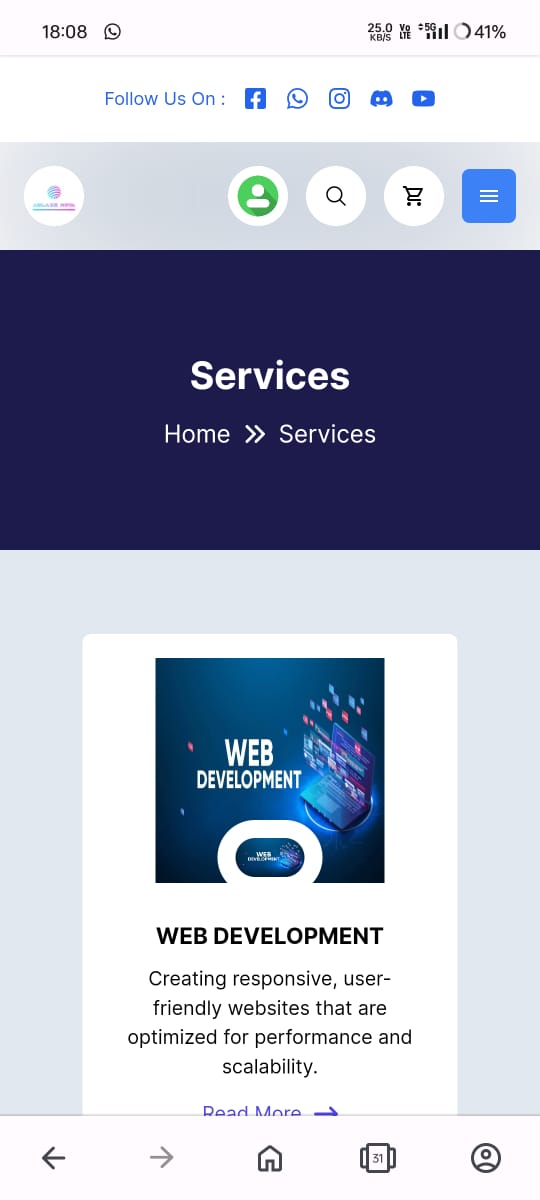 18:08
25.0 KB/S
Vo LTE
5G
41%
Follow Us On :
Services
Home
Services
WEB
DEVELOPMENT
WEB
DEVELOPMENT
WEB DEVELOPMENT
Creating responsive, user-
friendly websites that are
optimized for performance and
scalability.
Read More
31